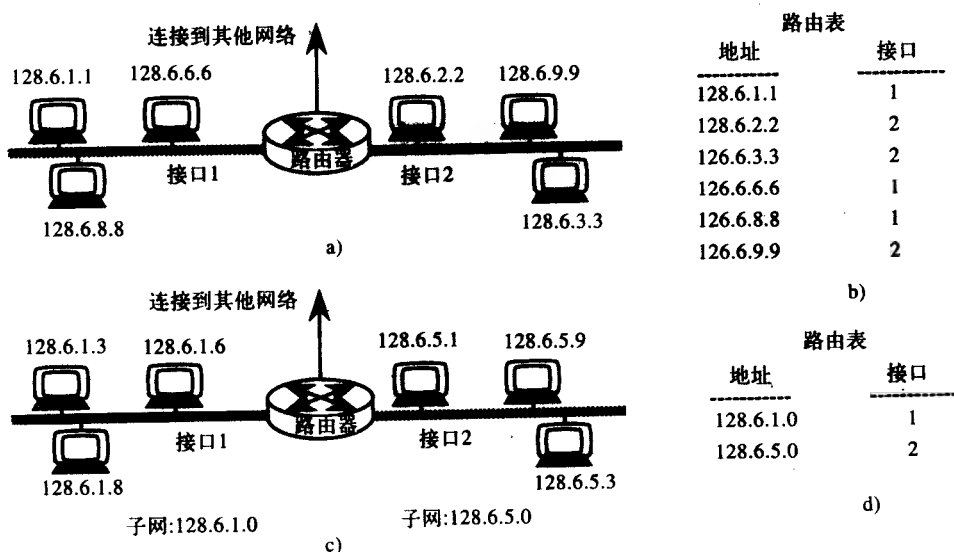 连接到其他网络
128.6.1.1
128.6.6.6
128.6.2.2
128.6.9.9
路由器
接口1
接口2
128.6.8.8
128.6.3.3
a)
路由表
地址 接口
128.6.1.1 1
128.6.2.2 2
126.6.3.3 2
126.6.6.6 1
126.6.8.8 1
126.6.9.9 2
b)
连接到其他网络
128.6.1.3
128.6.1.6
128.6.5.1
128.6.5.9
路由器
接口1
接口2
128.6.1.8
128.6.5.3
子网:128.6.1.0
子网:128.6.5.0
c)
路由表
地址 接口
128.6.1.0 1
128.6.5.0 2
d)